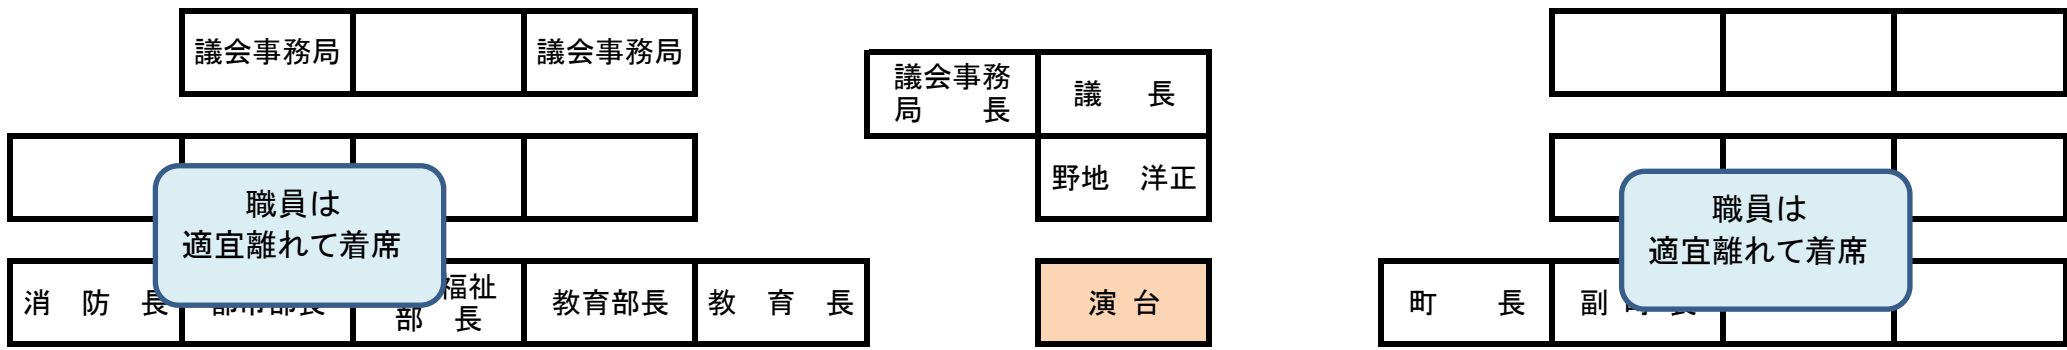 議会事務局 議会事務局
議会事務
局 長
議 長
野地 洋正
職員は
適宜離れて着席
職員は
適宜離れて着席
消 防 長
福祉
部 長
教育部長
教 育 長
演 台
町 長